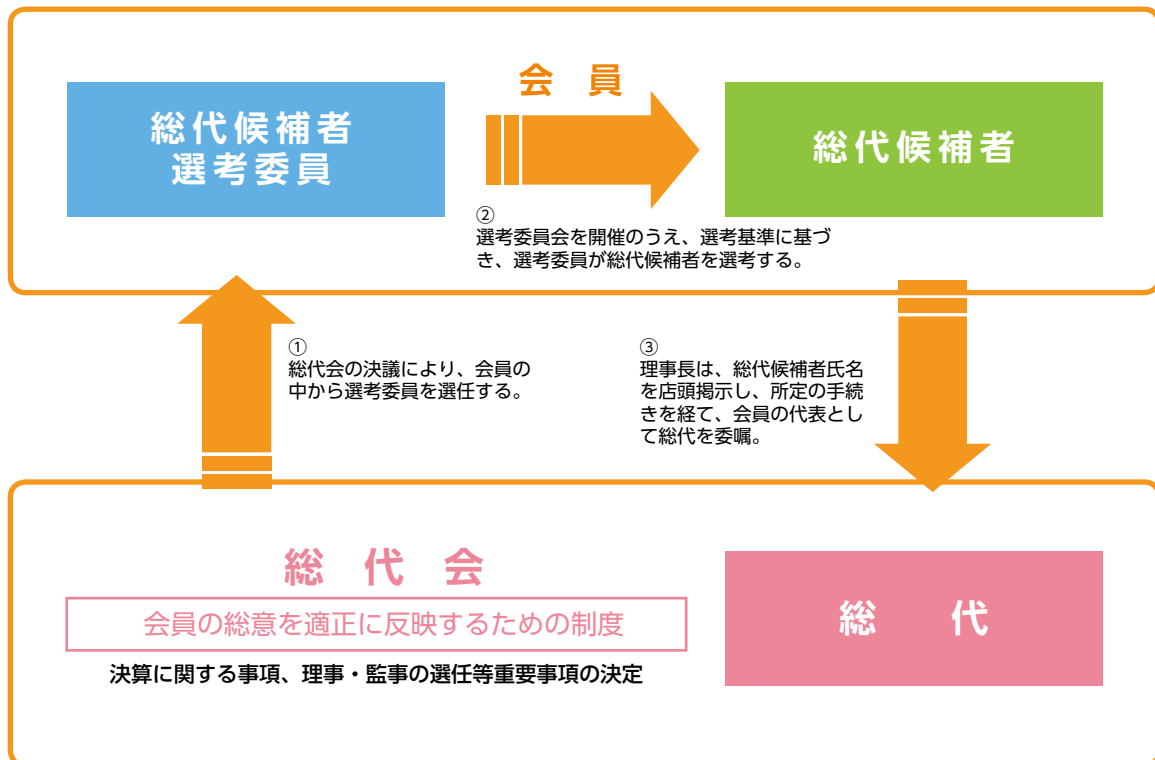 会 員
総代候補者
選考委員
総代候補者
②
選考委員会を開催のうえ、選考基準に基づ
き、選考委員が総代候補者を選考する。
①
総代会の決議により、会員の
中から選考委員を選任する。
③
理事長は、総代候補者氏名
を店頭掲示し、所定の手続
きを経て、会員の代表とし
て総代を委嘱。
総 代 会
会員の総意を適正に反映するための制度
決算に関する事項、理事・監事の選任等重要事項の決定
総 代